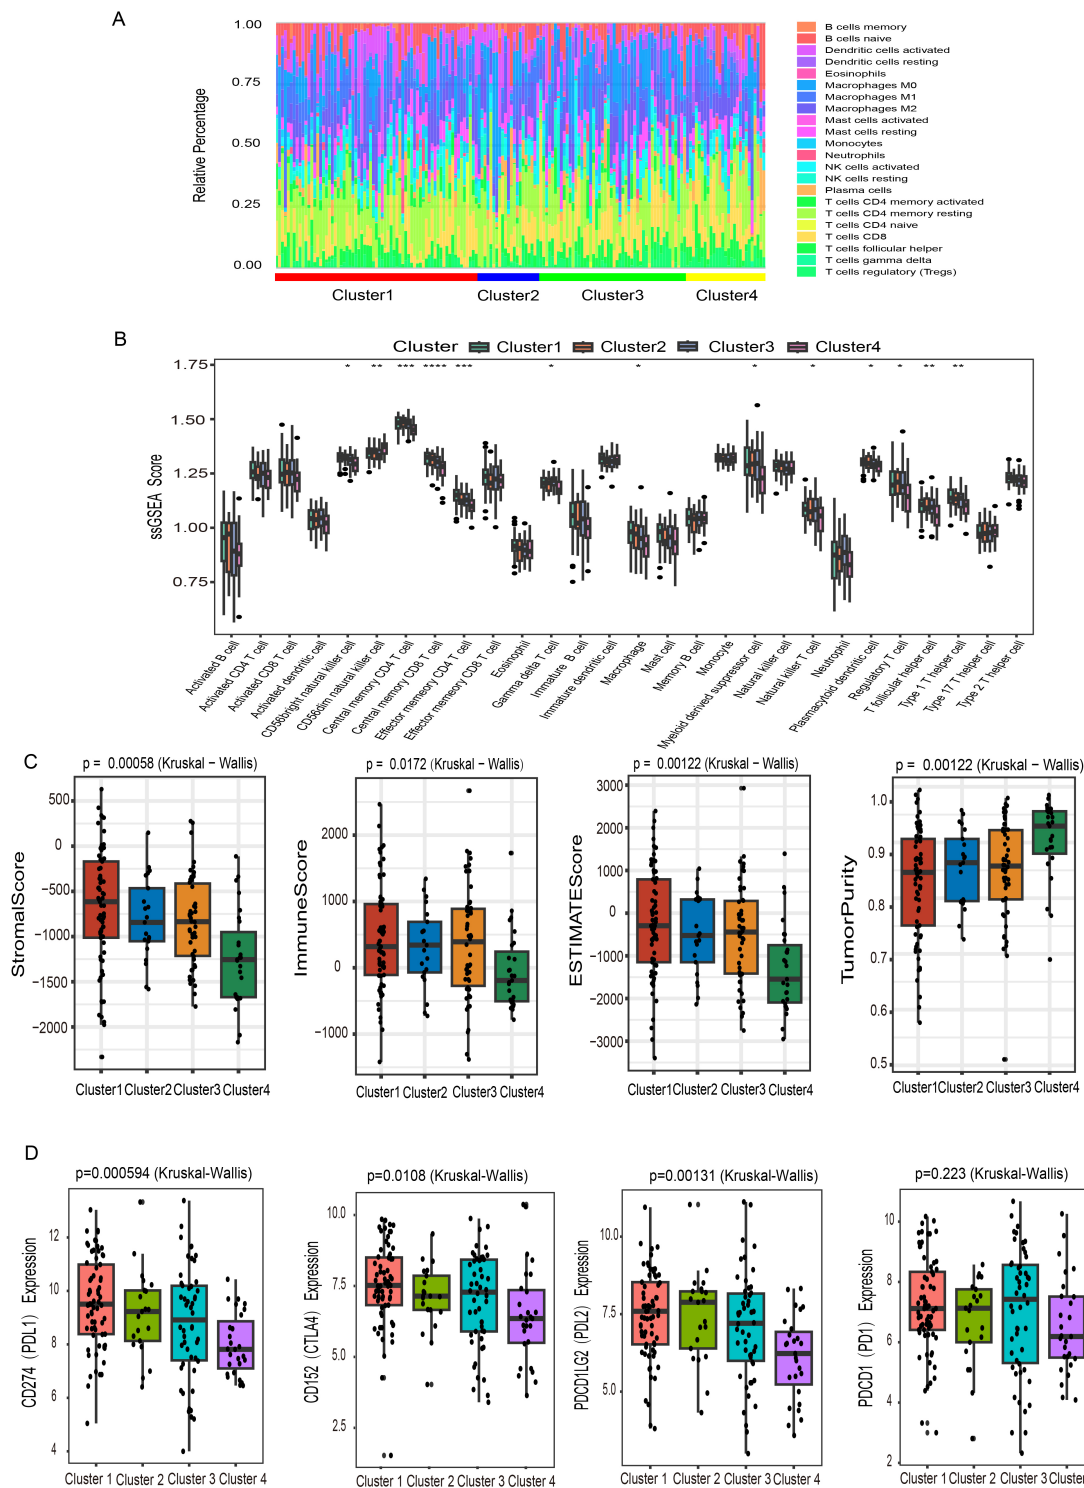 A
1.00
0.75
0.50
0.25
0.00
Relative Percentage
Cluster1
Cluster2
Cluster3
Cluster4
B cells memory
B cells naive
Dendritic cells activated
Dendritic cells resting
Eosinophils
Macrophages M0
Macrophages M1
Macrophages M2
Mast cells activated
Mast cells resting
Monocytes
Neutrophils
NK cells activated
NK cells resting
Plasma cells
T cells CD4 memory activated
T cells CD4 memory resting
T cells CD4 naive
T cells CD8
T cells follicular helper
T cells gamma delta
T cells regulatory (Tregs)
B
Cluster Cluster1 Cluster2 Cluster3 Cluster4
* ** *** **** *** * * * * * * ** **
1.75
1.50
1.25
1.00
0.75
ssGSEA Score
Activated B cell
Activated CD4 T cell
Activated CD8 T cell
Activated dendritic cell
CD56bright natural killer cell
CD56dim natural killer cell
Central memory CD4 T cell
Central memory CD8 T cell
Effector memory CD4 T cell
Effector memory CD8 T cell
Eosinophil
Gamma delta T cell
Immature B cell
Immature dendritic cell
Macrophage
Mast cell
Memory B cell
Monocyte
Myeloid derived suppressor cell
Natural killer cell
Natural killer T cell
Neutrophil
Plasmacytoid dendritic cell
Regulatory T cell
T follicular helper cell
Type 1 T helper cell
Type 17 T helper cell
Type 2 T helper cell
C
p = 0.00058 (Kruskal − Wallis)
StromalScore
500
0
−500
−1000
−1500
−2000
Cluster1 Cluster2 Cluster3 Cluster4
p = 0.0172 (Kruskal − Wallis)
ImmuneScore
2000
1000
0
−1000
Cluster1 Cluster2 Cluster3 Cluster4
p = 0.00122 (Kruskal − Wallis)
ESTIMATEScore
3000
2000
1000
0
−1000
−2000
−3000
Cluster1 Cluster2 Cluster3 Cluster4
p = 0.00122 (Kruskal − Wallis)
TumorPurity
1.0
0.9
0.8
0.7
0.6
0.5
Cluster1 Cluster2 Cluster3 Cluster4
D
p=0.000594 (Kruskal-Wallis)
CD274 (PDL1) Expression
12
10
8
6
4
Cluster 1 Cluster 2 Cluster 3 Cluster 4
p=0.0108 (Kruskal-Wallis)
CD152 (CTLA4) Expression
10.0
7.5
5.0
2.5
Cluster 1 Cluster 2 Cluster 3 Cluster 4
p=0.00131 (Kruskal-Wallis)
PDCD1LG2 (PDL2) Expression
10.0
7.5
5.0
Cluster 1 Cluster 2 Cluster 3 Cluster 4
p=0.223 (Kruskal-Wallis)
PDCD1 (PD1) Expression
10
8
6
4
2
Cluster 1 Cluster 2 Cluster 3 Cluster 4